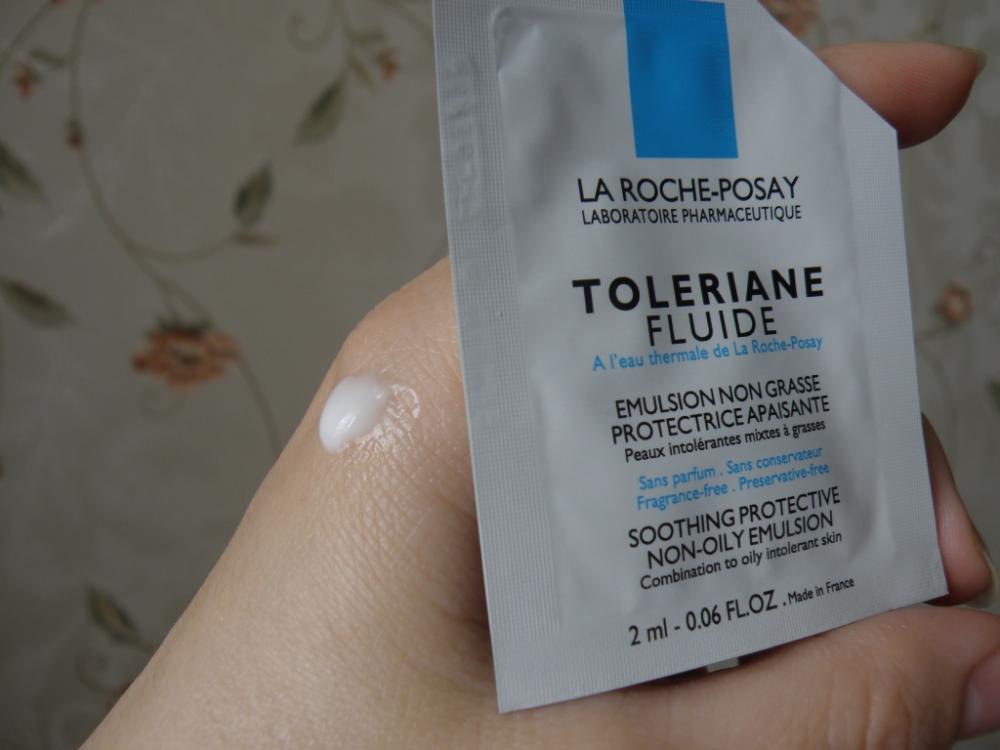 LA ROCHE-POSAY
LABORATOIRE PHARMACEUTIQUE
TOLERIANE
FLUIDE
A l'eau thermale de La Roche-Posay
EMULSION NON GRASSE
PROTECTRICE APAISANTE
Peaux intolérantes mixtes à grasses
Sans parfum . Sans conservateur
Fragrance-free . Preservative-free
SOOTHING PROTECTIVE
NON-OILY EMULSION
Combination to oily intolerant skin
2 ml - 0.06 FL.OZ . Made in France